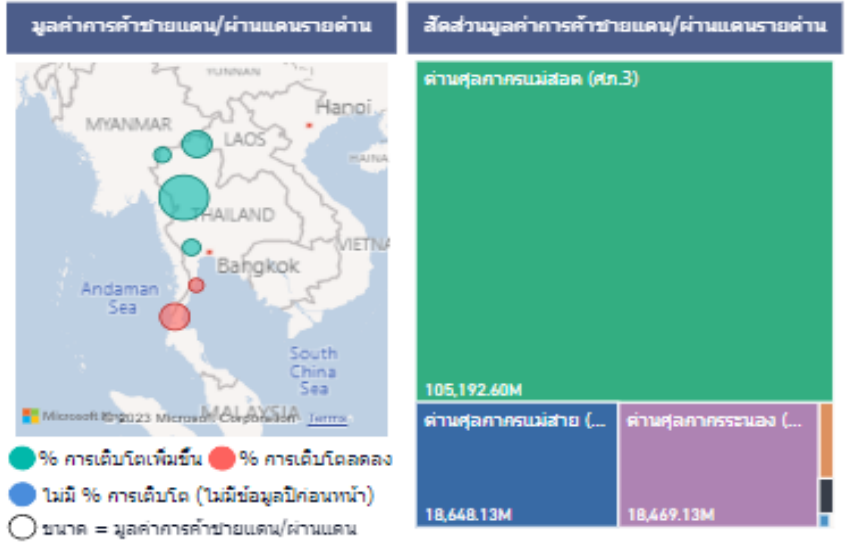 มูลค่าการค้าชายแดน/ผ่านแดนรายด่าน
สัดส่วนมูลค่าการค้าชายแดน/ผ่านแดนรายด่าน
YUNNAN
Hanoi
MYANMAR
LAOS
HAINA
THAILAND
VIETNA
Bangkok
Andaman
Sea
South
China
Sea
MALAYSIA
Microsoft Bing
©2023 Microsoft Corporation Terms
% การเติบโตเพิ่มขึ้น
% การเติบโตลดลง
ไม่มี % การเติบโต (ไม่มีข้อมูลปีก่อนหน้า)
ขนาด = มูลค่าการค้าชายแดน/ผ่านแดน
ด่านศุลกากรแม่สอด (ศภ.3)
105,192.60M
ด่านศุลกากรแม่สาย (...
18,648.13M
ด่านศุลกากรระนอง (...
18,469.13M